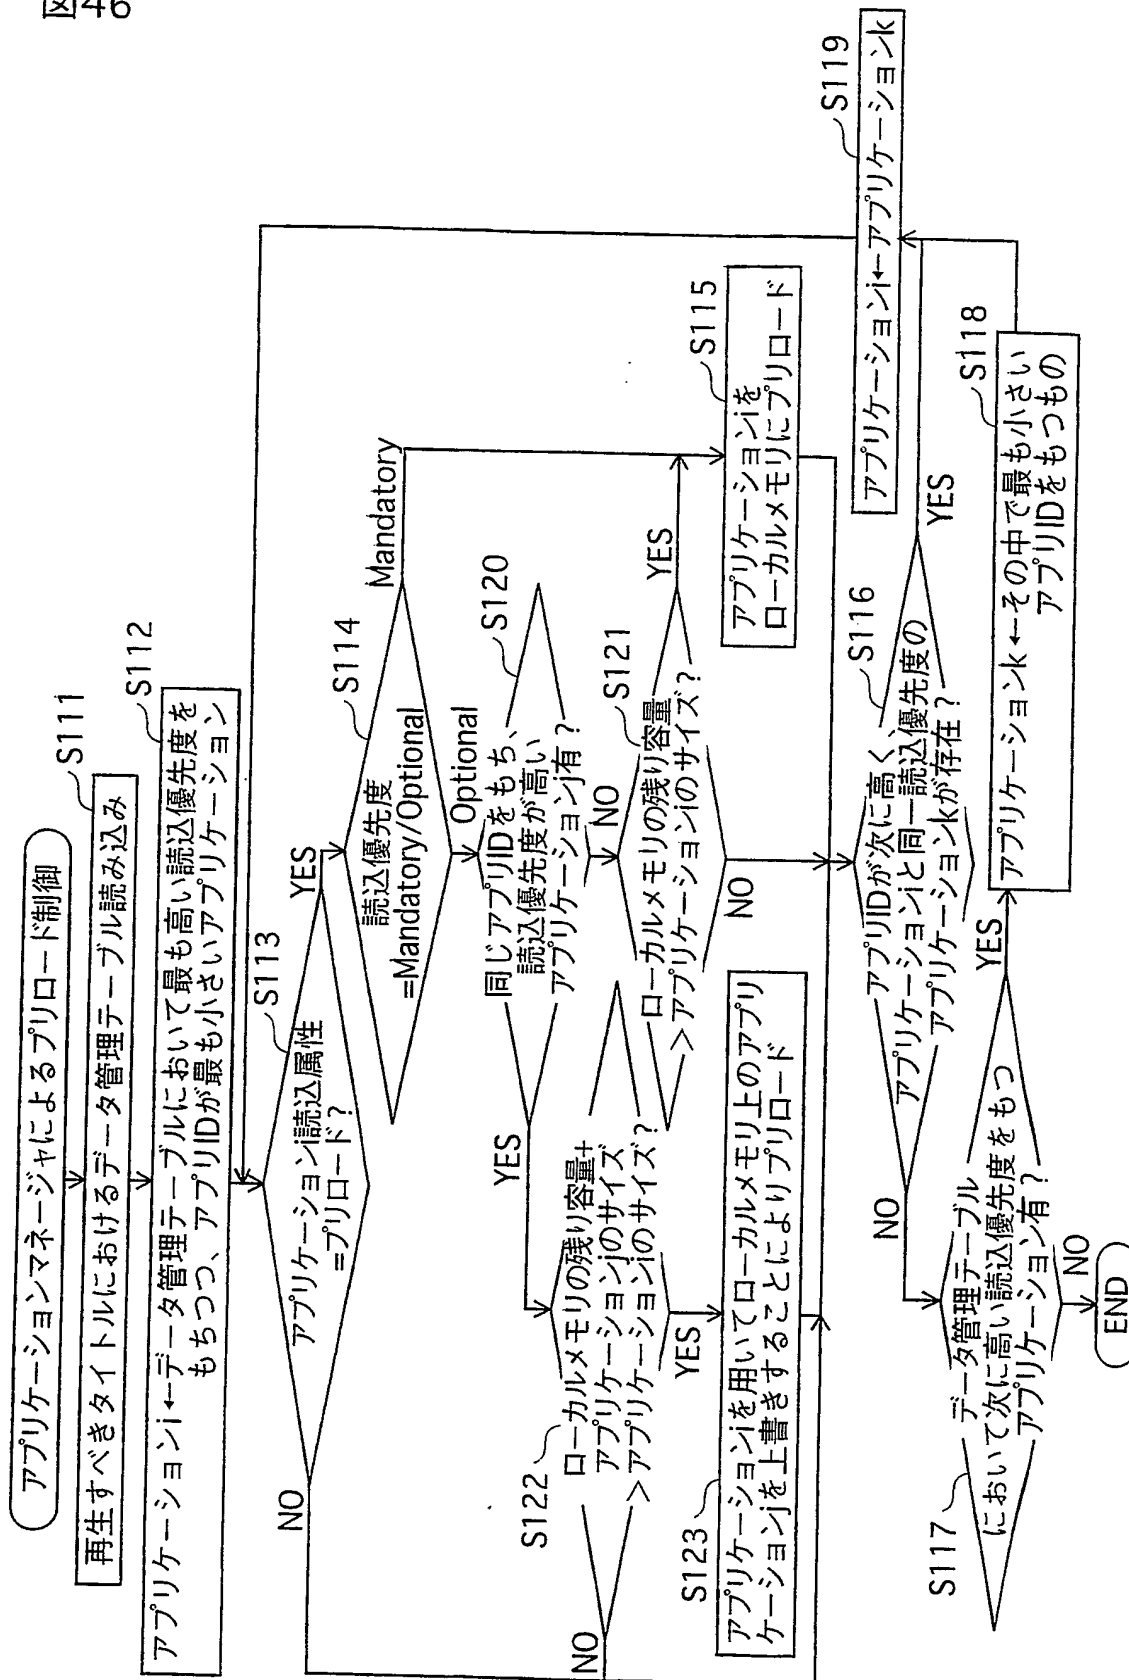 図46
アプリケーションマネージャによるプリロード制御
S111
再生すべきタイトルにおけるデータ管理テーブル読み込み
S112
アプリケーションi←データ管理テーブルにおいて最も高い読込優先度を
もちつつ、アプリIDが最も小さいアプリケーション
S113
アプリケーションi読込属性
=プリロード?
YES
NO
S114
読込優先度
=Mandatory/Optional
Mandatory
Optional
S120
同じアプリIDをもち、
読込優先度が高い
アプリケーションj有?
YES
NO
S121
ローカルメモリの残り容量
>アプリケーションiのサイズ?
YES
NO
S115
アプリケーションiを
ローカルメモリにプリロード
S122
ローカルメモリの残り容量+
アプリケーションjのサイズ
>アプリケーションiのサイズ?
NO
YES
S123
アプリケーションiを用いてローカルメモリ上のアプリ
ケーションjを上書きすることによりプリロード
S116
アプリIDが次に高く、
アプリケーションiと同一読込優先度の
アプリケーションkが存在?
YES
NO
S117
データ管理テーブル
において次に高い読込優先度をもつ
アプリケーション有?
YES
NO
S118
アプリケーションk←その中で最も小さい
アプリIDをもつもの
S119
アプリケーションi←アプリケーションk
END